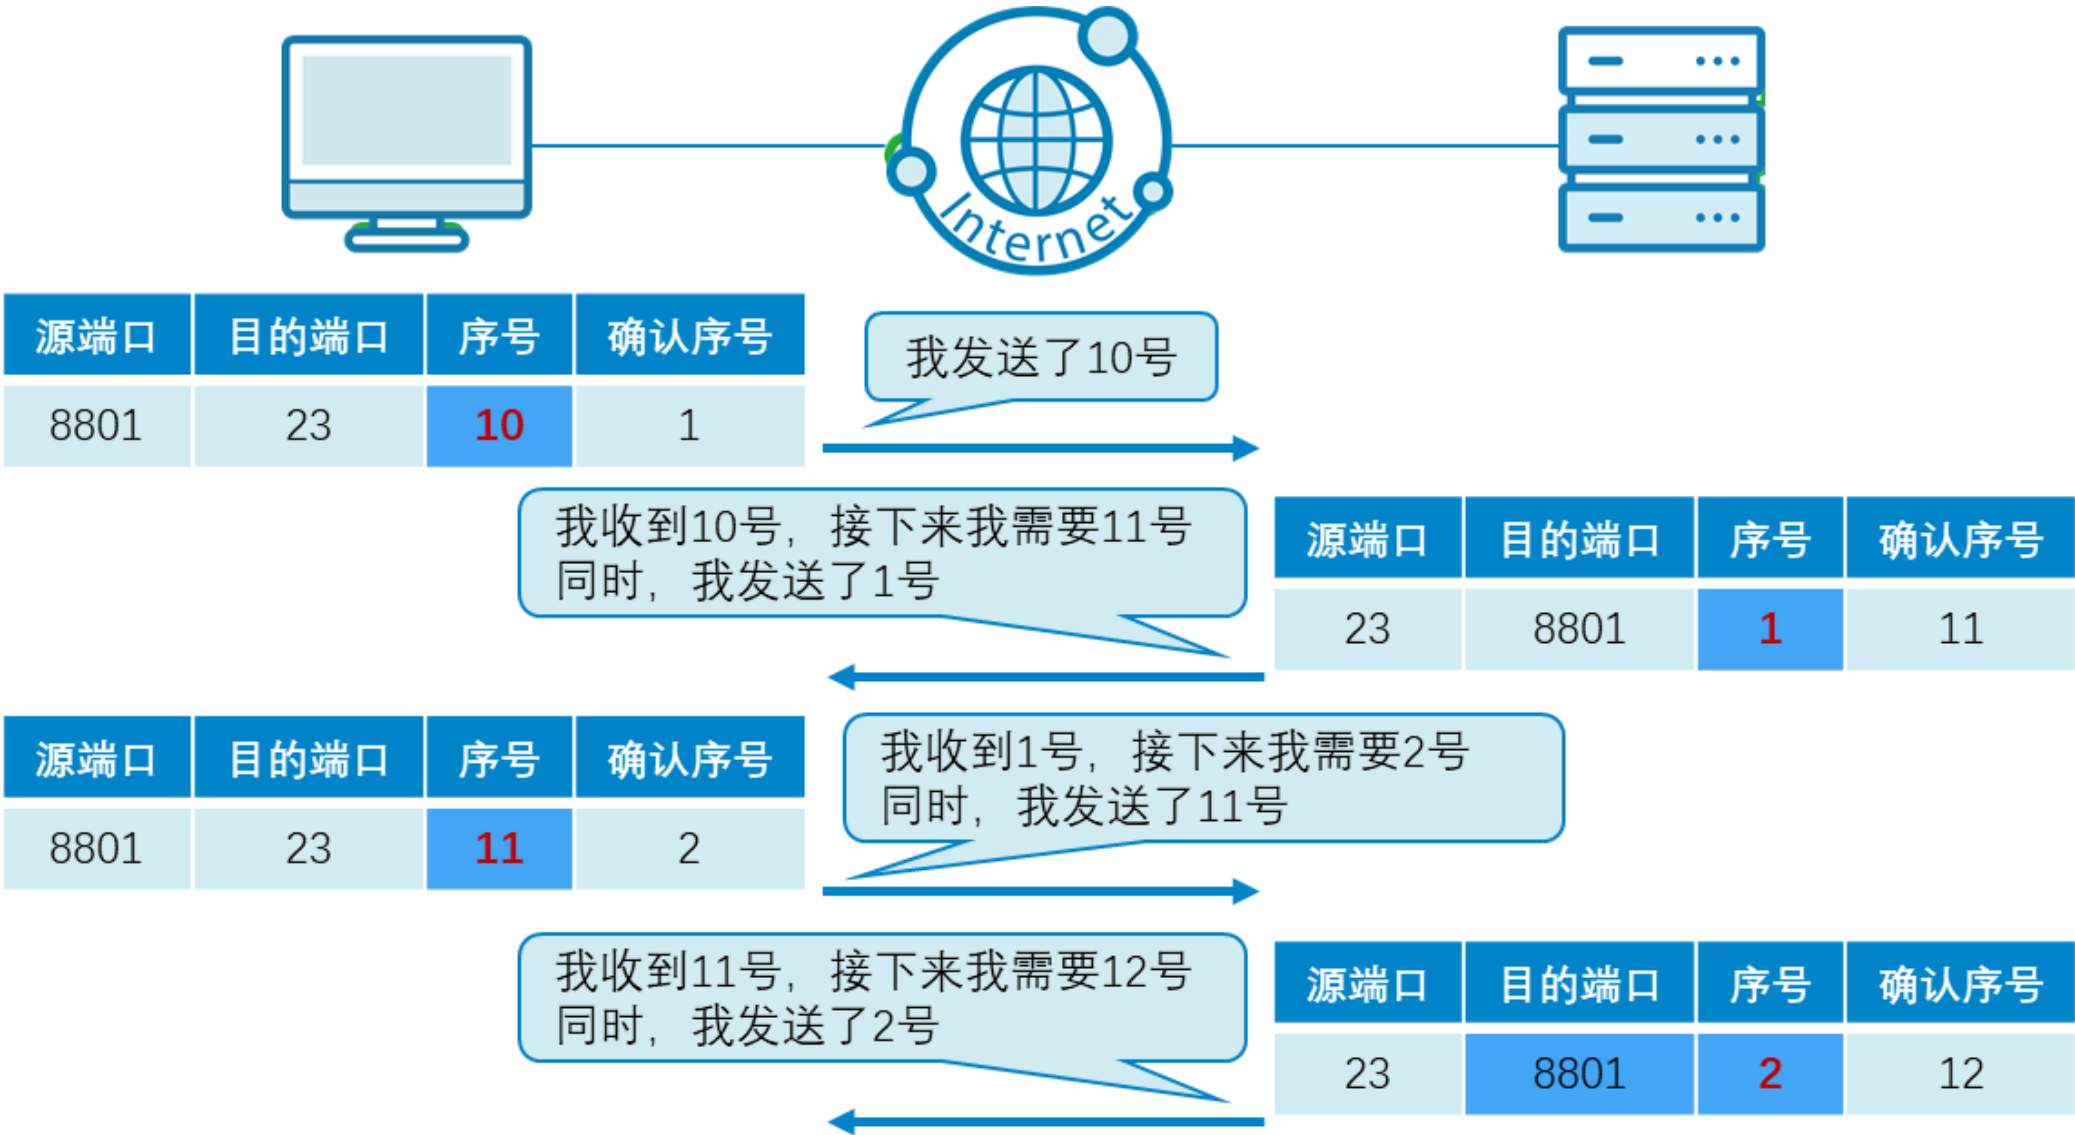 Internet
源端口 目的端口 序号 确认序号
8801 23 10 1
我发送了10号
我收到10号，接下来我需要11号
同时，我发送了1号
源端口 目的端口 序号 确认序号
23 8801 1 11
源端口 目的端口 序号 确认序号
8801 23 11 2
我收到1号，接下来我需要2号
同时，我发送了11号
我收到11号，接下来我需要12号
同时，我发送了2号
源端口 目的端口 序号 确认序号
23 8801 2 12